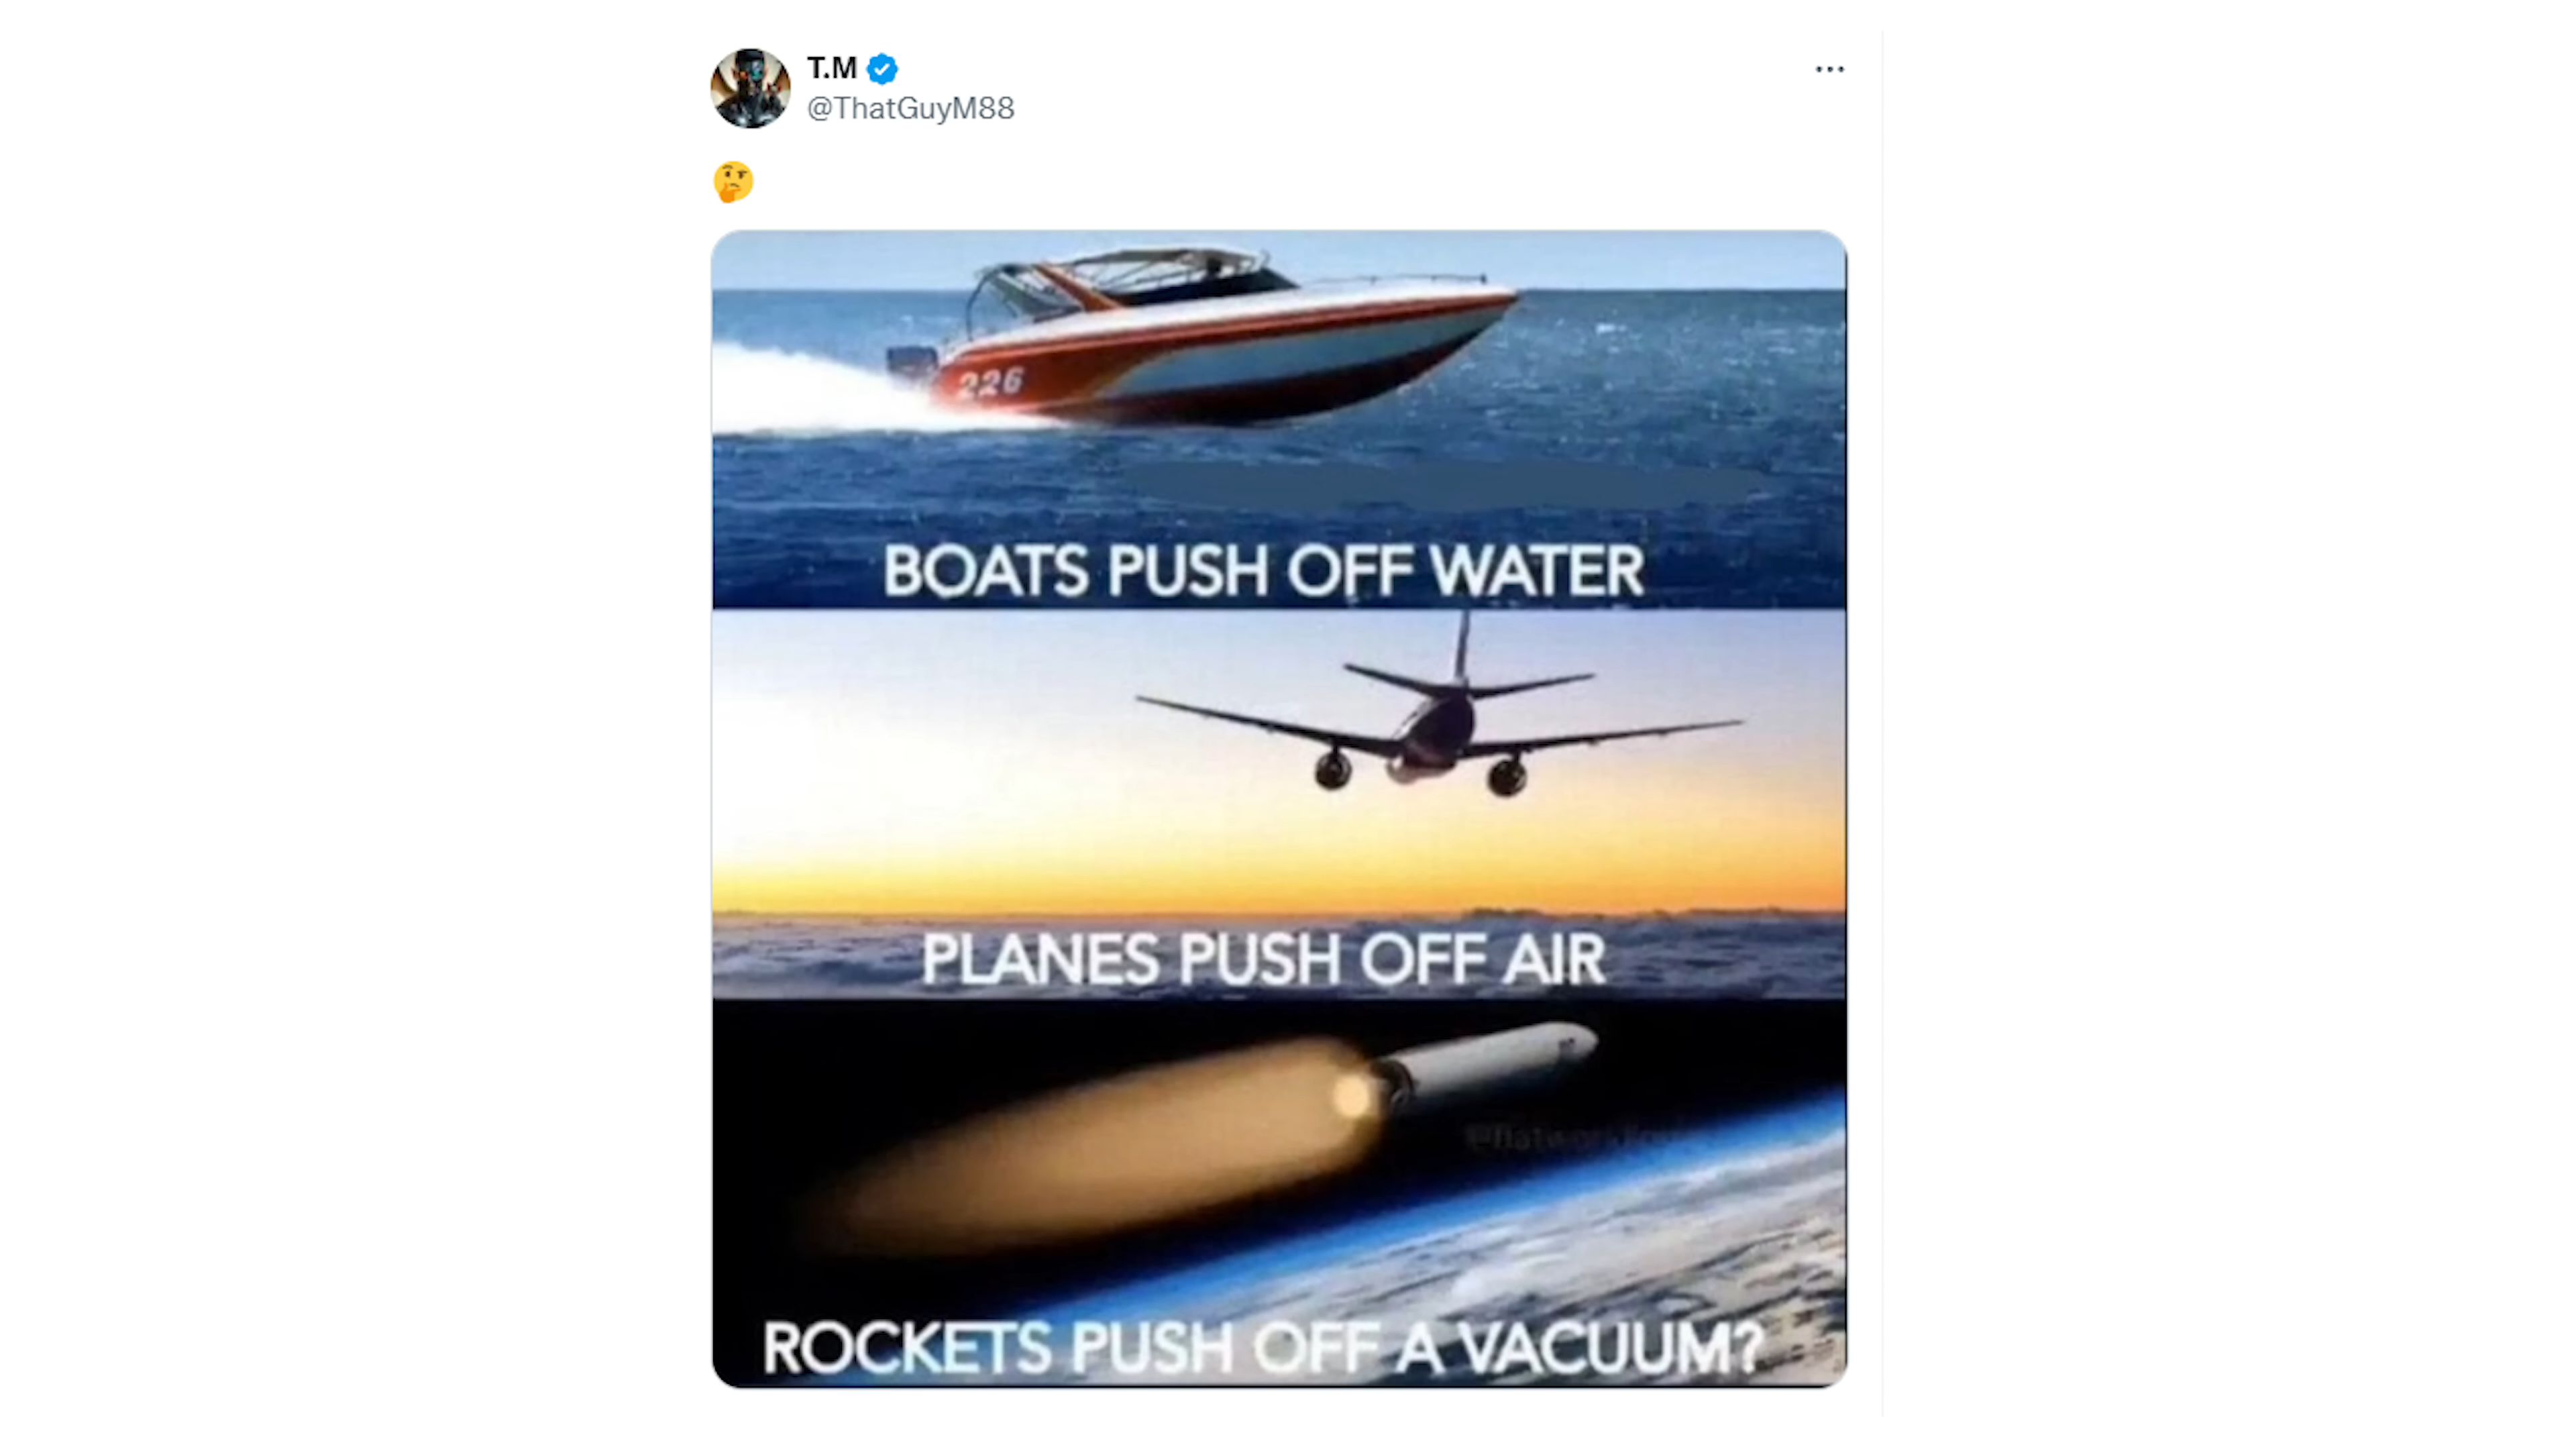 T.M
@ThatGuyM88
226
BOATS PUSH OFF WATER
PLANES PUSH OFF AIR
ROCKETS PUSH OFF A VACUUM?